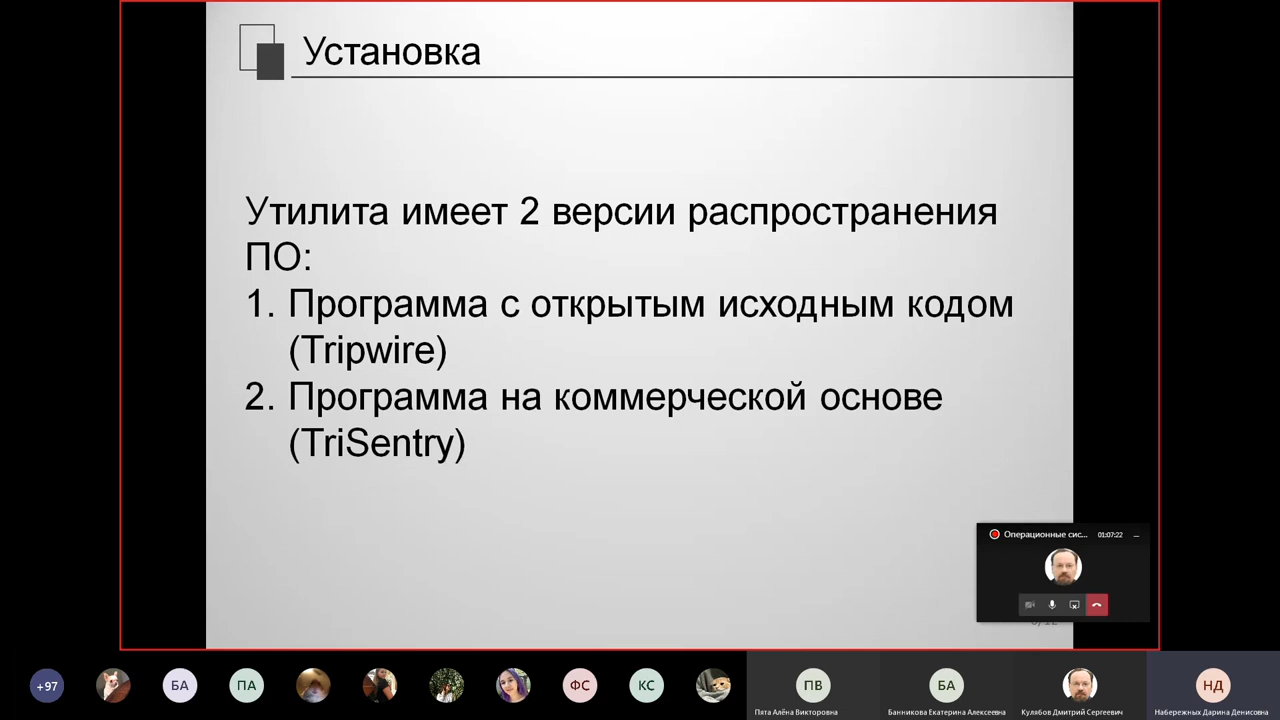 Установка
Утилита имеет 2 версии распространения
ПО:
1. Программа с открытым исходным кодом
(Tripwire)
2. Программа на коммерческой основе
(TriSentry)
Операционные сис... 01:07:22
+97
БА
ПА
ФС
КС
ПВ
Пята Алёна Викторовна
БА
Банникова Екатерина Алексеевна
Кулябов Дмитрий Сергеевич
НД
Набережных Дарина Денисовна